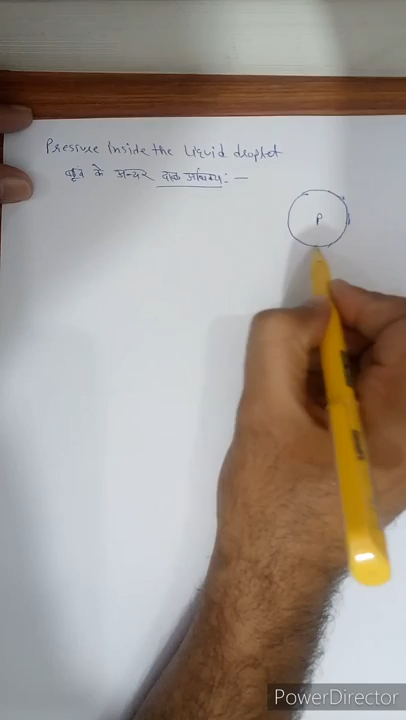 Pressure Inside the Liquid droplet
बूंद के अन्दर दाब आधिक्य : —
P
PowerDirector